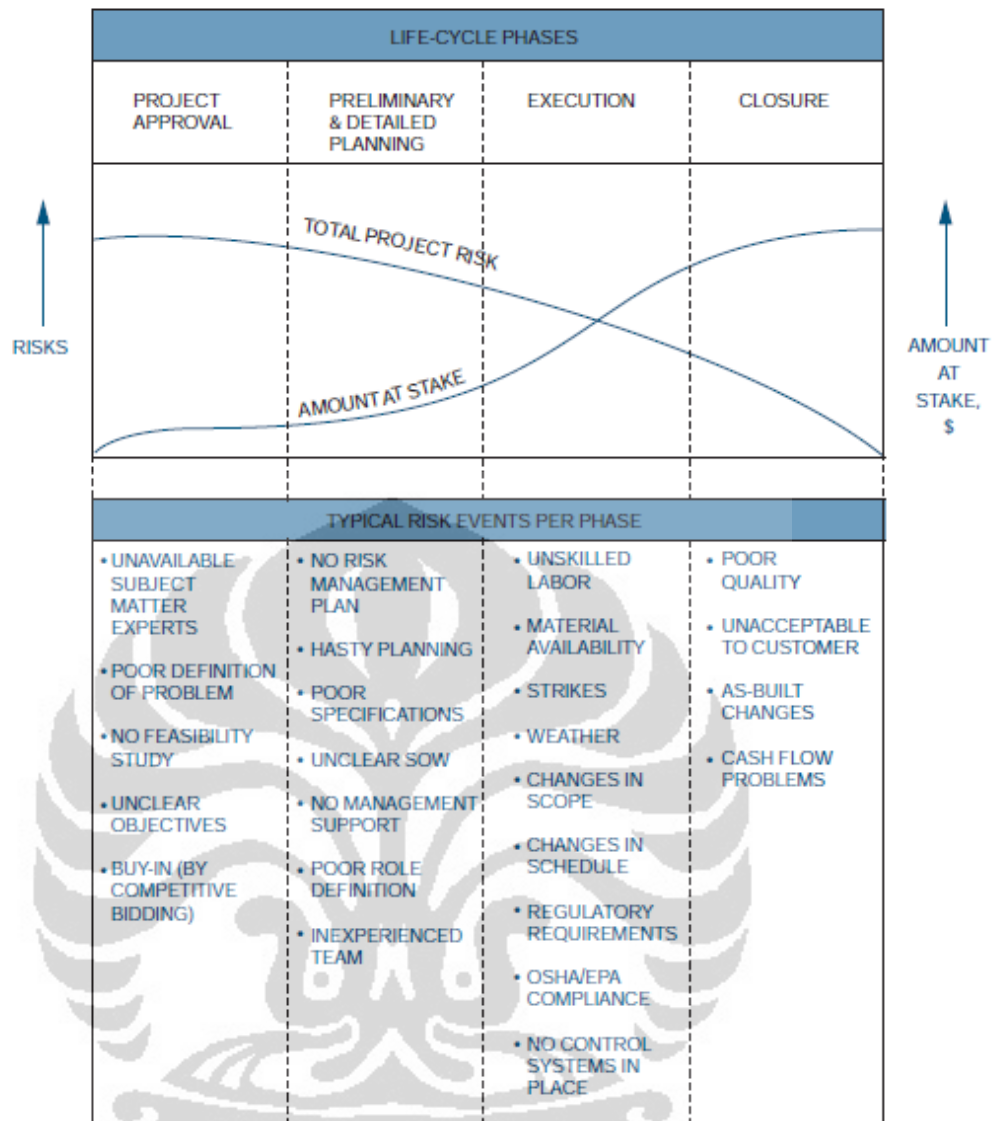 LIFE-CYCLE PHASES
PROJECT
APPROVAL
PRELIMINARY
& DETAILED
PLANNING
EXECUTION
CLOSURE
TOTAL PROJECT RISK
AMOUNT AT STAKE
RISKS
AMOUNT
AT
STAKE,
$
TYPICAL RISK EVENTS PER PHASE
• UNAVAILABLE
SUBJECT
MATTER
EXPERTS
• POOR DEFINITION
OF PROBLEM
• NO FEASIBILITY
STUDY
• UNCLEAR
OBJECTIVES
• BUY-IN (BY
COMPETITIVE
BIDDING)
• NO RISK
MANAGEMENT
PLAN
• HASTY PLANNING
• POOR
SPECIFICATIONS
• UNCLEAR SOW
• NO MANAGEMENT
SUPPORT
• POOR ROLE
DEFINITION
• INEXPERIENCED
TEAM
• UNSKILLED
LABOR
• MATERIAL
AVAILABILITY
• STRIKES
• WEATHER
• CHANGES IN
SCOPE
• CHANGES IN
SCHEDULE
• REGULATORY
REQUIREMENTS
• OSHA/EPA
COMPLIANCE
• NO CONTROL
SYSTEMS IN
PLACE
• POOR
QUALITY
• UNACCEPTABLE
TO CUSTOMER
• AS-BUILT
CHANGES
• CASH FLOW
PROBLEMS